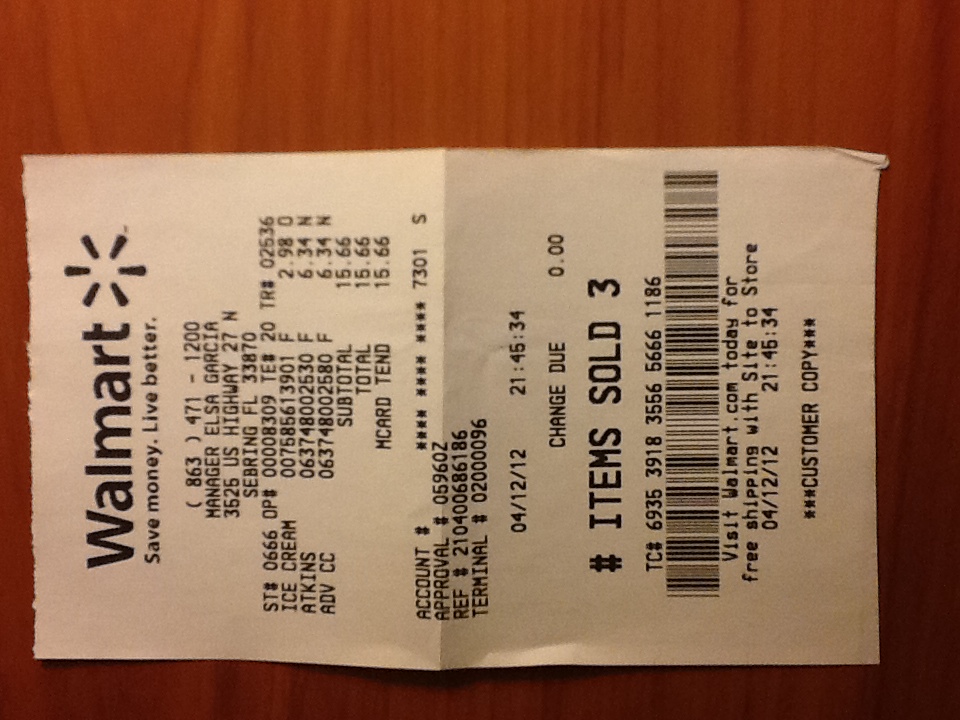 Walmart
Save money. Live better.
( 863 ) 471 - 1200
MANAGER ELSA GARCIA
3525 US HIGHWAY 27 N
SEBRING FL 33870
ST# 0666 OP# 00008309 TE# 20 TR# 02536
ICE CREAM 007585613901 F 2.98 O
ATKINS 063748002530 F 6.34 N
ADV CC 063748002580 F 6.34 N
SUBTOTAL 15.66
TOTAL 15.66
MCARD TEND 15.66
ACCOUNT # **** **** **** 7301 S
APPROVAL # 05960Z
REF # 210400686186
TERMINAL # 02000096
04/12/12 21:45:34
CHANGE DUE 0.00
# ITEMS SOLD 3
TC# 6935 3918 3556 5666 1186
Visit Walmart.com today for
free shipping with Site to Store
04/12/12 21:45:34
***CUSTOMER COPY***